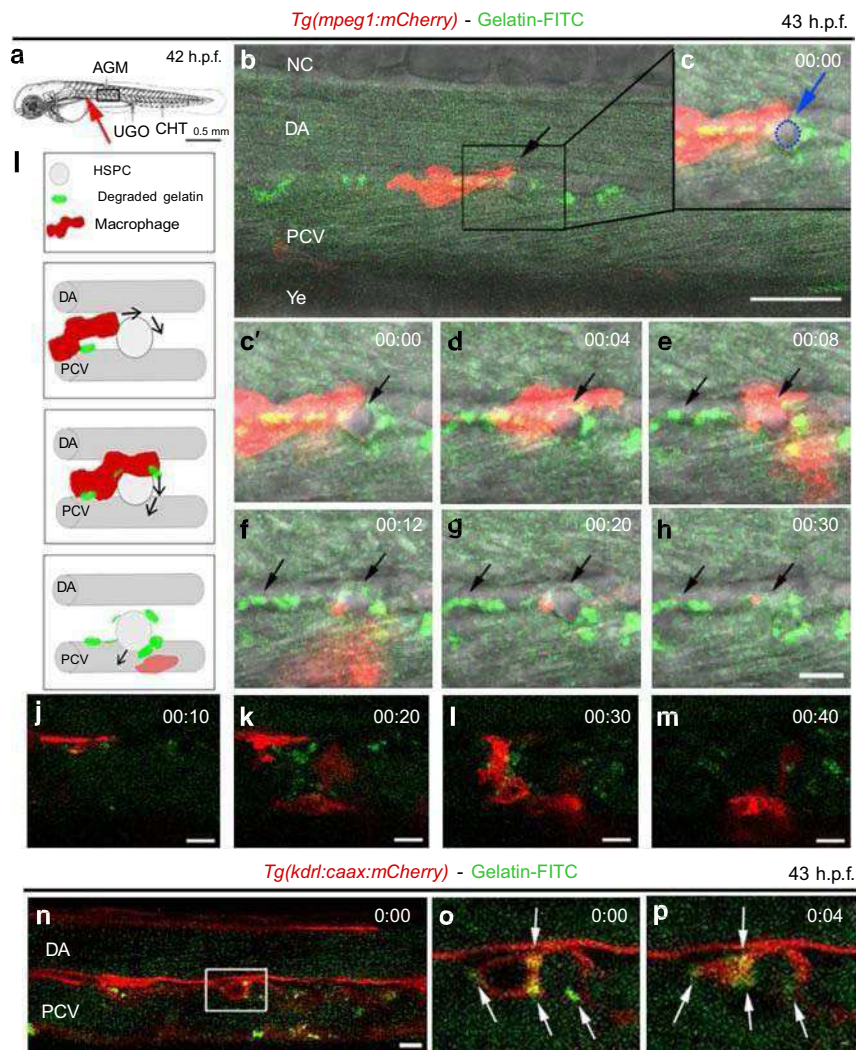 Tg(mpeg1:mCherry) - Gelatin-FITC 43 h.p.f.
a 42 h.p.f.
AGM
UGO CHT 0.5 mm
b NC
DA
PCV
Ye
c 00:00
l
HSPC
Degraded gelatin
Macrophage
DA
PCV
DA
PCV
DA
PCV
c' 00:00
d 00:04
e 00:08
f 00:12
g 00:20
h 00:30
j 00:10
k 00:20
l 00:30
m 00:40
Tg(kdrl:caax:mCherry) - Gelatin-FITC 43 h.p.f.
n 0:00
DA
PCV
o 0:00
p 0:04